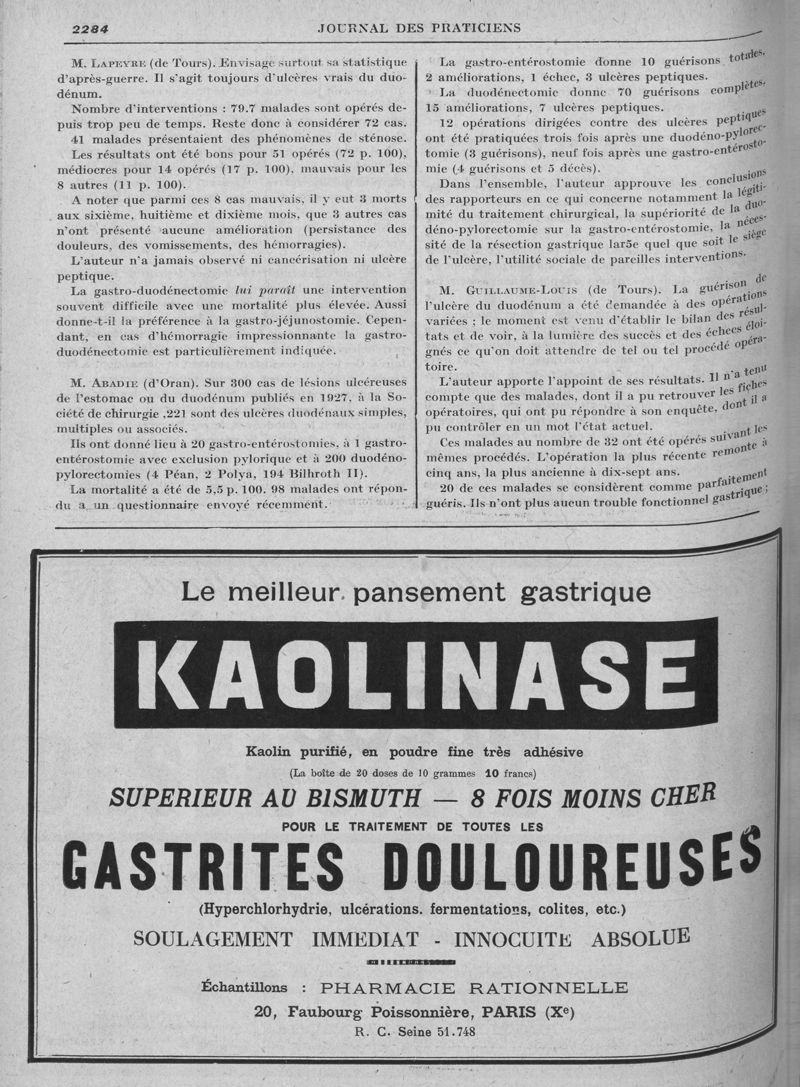 2284
JOURNAL DES PRATICIENS
M. LAPEYRE (de Tours). Envisage surtout sa statistique
d'après-guerre. Il s'agit toujours d'ulcères vrais du duo-
dénum.
Nombre d'interventions : 79.7 malades sont opérés de-
puis trop peu de temps. Reste donc à considérer 72 cas.
41 malades présentaient des phénomènes de sténose.
Les résultats ont été bons pour 51 opérés (72 p. 100),
médiocres pour 14 opérés (17 p. 100), mauvais pour les
8 autres (11 p. 100).
A noter que parmi ces 8 cas mauvais, il y eut 3 morts
aux sixième, huitième et dixième mois, que 3 autres cas
n'ont présenté aucune amélioration (persistance des
douleurs, des vomissements, des hémorragies).
L'auteur n'a jamais observé ni cancérisation ni ulcère
peptique.
La gastro-duodénectomie lui paraît une intervention
souvent difficile avec une mortalité plus élevée. Aussi
donne-t-il la préférence à la gastro-jéjunostomie. Cepen-
dant, en cas d'hémorragie impressionnante la gastro-
duodénectomie est particulièrement indiquée.
M. ABADIE (d'Oran). Sur 300 cas de lésions ulcéreuses
de l'estomac ou du duodénum publiés en 1927, à la So-
ciété de chirurgie ,221 sont des ulcères duodénaux simples,
multiples ou associés.
Ils ont donné lieu à 20 gastro-entérostomies, à 1 gastro-
entérostomie avec exclusion pylorique et à 200 duodéno-
pylorectomies (4 Péan, 2 Polya, 194 Bilhroth II).
La mortalité a été de 5,5 p. 100. 98 malades ont répon-
du a un questionnaire envoyé récemment.
La gastro-entérostomie donne 10 guérisons totales,
2 améliorations, 1 échec, 3 ulcères peptiques.
La duodénectomie donne 70 guérisons complètes,
15 améliorations, 7 ulcères peptiques.
12 opérations dirigées contre des ulcères peptiques
ont été pratiquées trois fois après une duodéno-pylorec-
tomie (3 guérisons), neuf fois après une gastro-entérosto-
mie (4 guérisons et 5 décès).
Dans l'ensemble, l'auteur approuve les conclusions
des rapporteurs en ce qui concerne notamment la légiti-
mité du traitement chirurgical, la supériorité de la duo-
déno-pylorectomie sur la gastro-entérostomie, la néces-
sité de la résection gastrique lar5e quel que soit le siège
de l'ulcère, l'utilité sociale de pareilles interventions.
M. GUILLAUME-LOUIS (de Tours). La guérison de
l'ulcère du duodénum a été demandée à des opérations
variées ; le moment est venu d'établir le bilan des résul-
tats et de voir, à la lumière des succès et des échecs éloi-
gnés ce qu'on doit attendre de tel ou tel procédé opéra-
toire.
L'auteur apporte l'appoint de ses résultats. Il n'a tenu
compte que des malades, dont il a pu retrouver les fiches
opératoires, qui ont pu répondre à son enquête, dont il a
pu contrôler en un mot l'état actuel.
Ces malades au nombre de 32 ont été opérés suivant les
mêmes procédés. L'opération la plus récente remonte à
cinq ans, la plus ancienne à dix-sept ans.
20 de ces malades se considèrent comme parfaitement
guéris. Ils n'ont plus aucun trouble fonctionnel gastrique ;
Le meilleur pansement gastrique
KAOLINASE
Kaolin purifié, en poudre fine très adhésive
(La boîte de 20 doses de 10 grammes 10 francs)
SUPERIEUR AU BISMUTH — 8 FOIS MOINS CHER
POUR LE TRAITEMENT DE TOUTES LES
GASTRITES DOULOUREUSES
(Hyperchlorhydrie, ulcérations. fermentations, colites, etc.)
SOULAGEMENT IMMEDIAT - INNOCUITE ABSOLUE
Échantillons : PHARMACIE RATIONNELLE
20, Faubourg Poissonnière, PARIS (Xe)
R. C. Seine 51.748